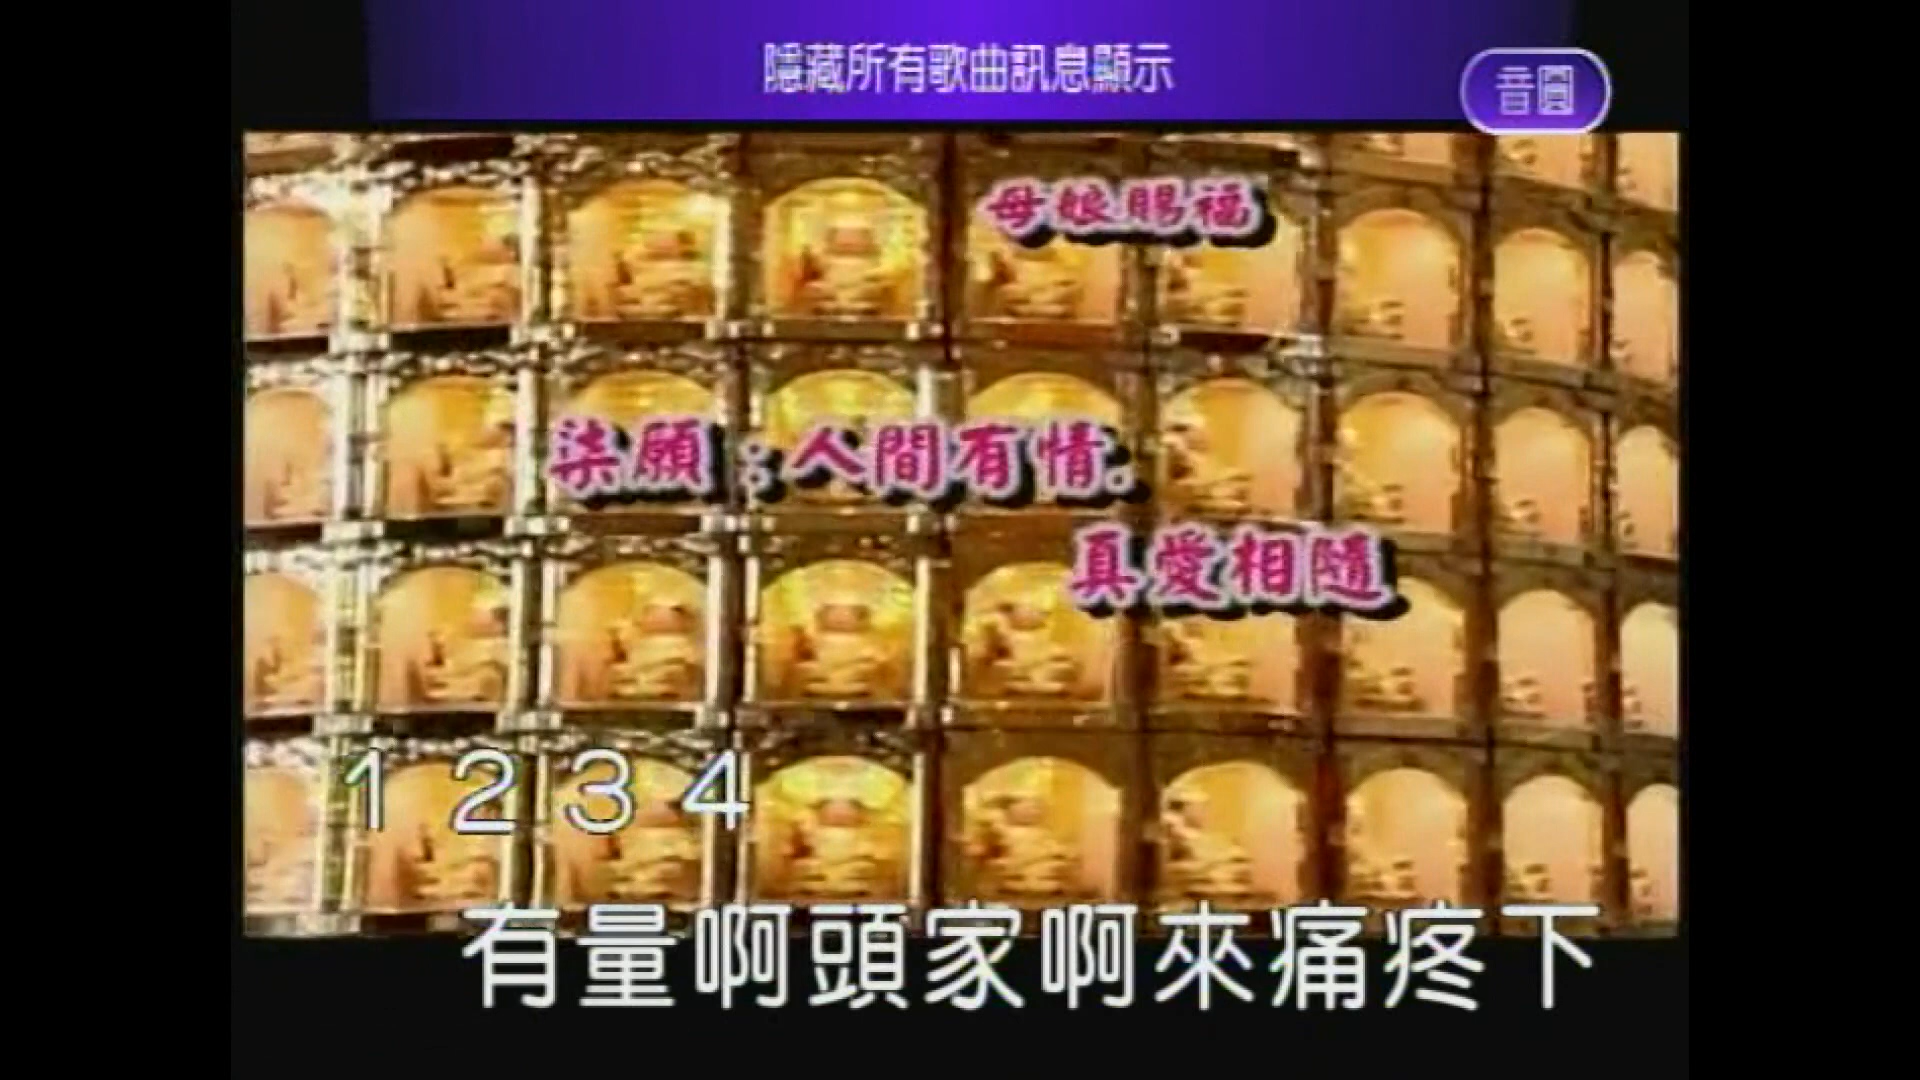 隱藏所有歌曲訊息顯示
音圓
母娘賜福
柒願：人間有情.
真愛相隨
1 2 3 4
有量啊頭家啊來痛疼下